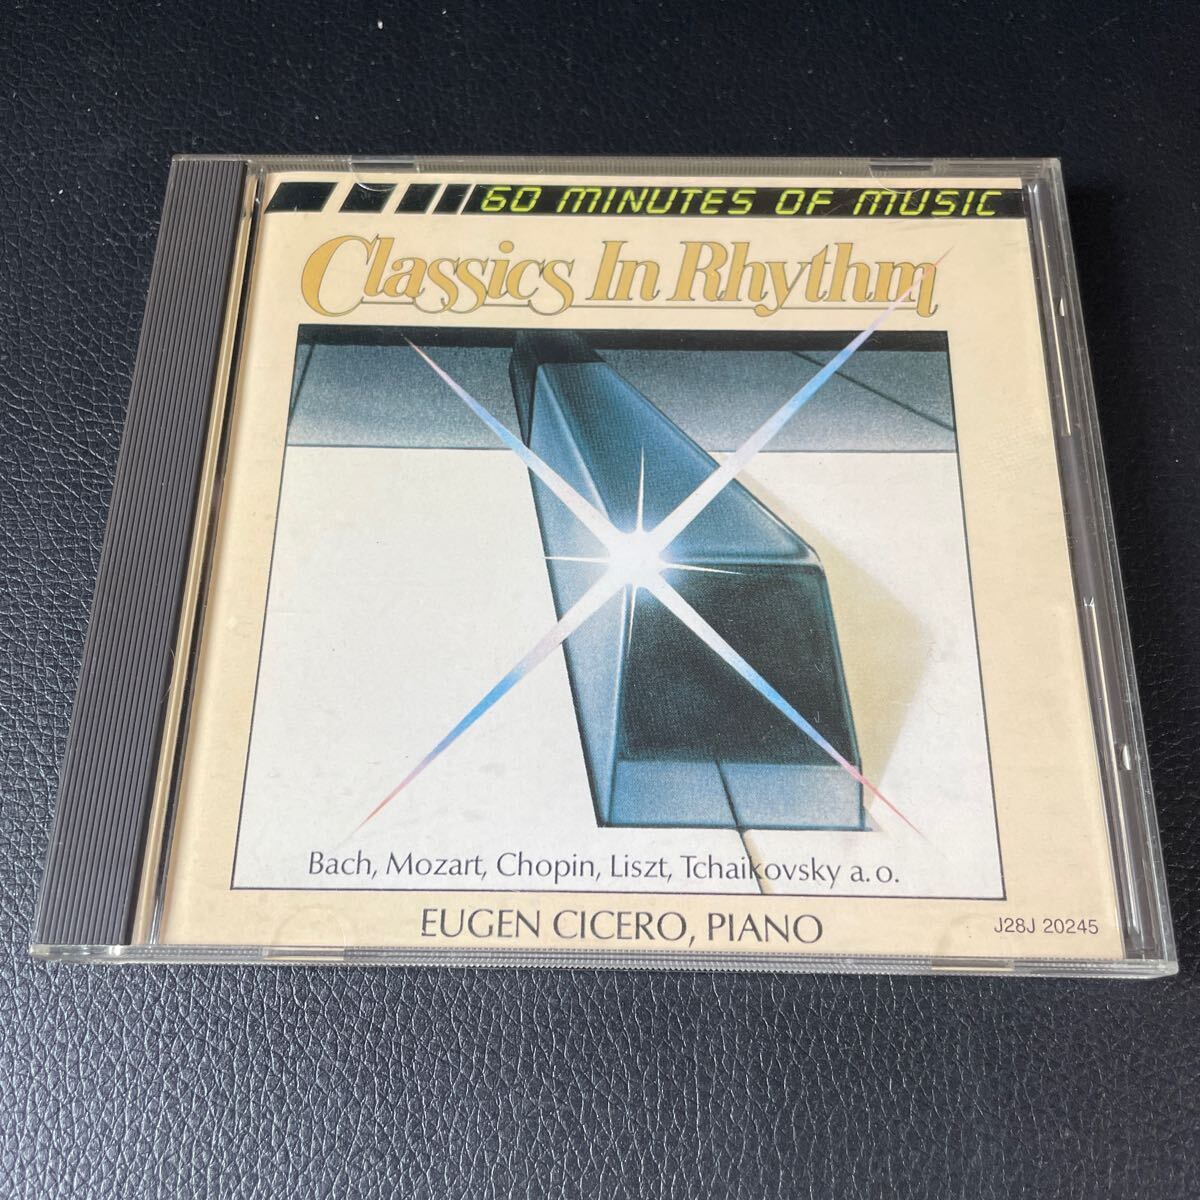 60 MINUTES OF MUSIC
Classics In Rhythm
Bach, Mozart, Chopin, Liszt, Tchaikovsky a.o.
EUGEN CICERO, PIANO
J28J 20245